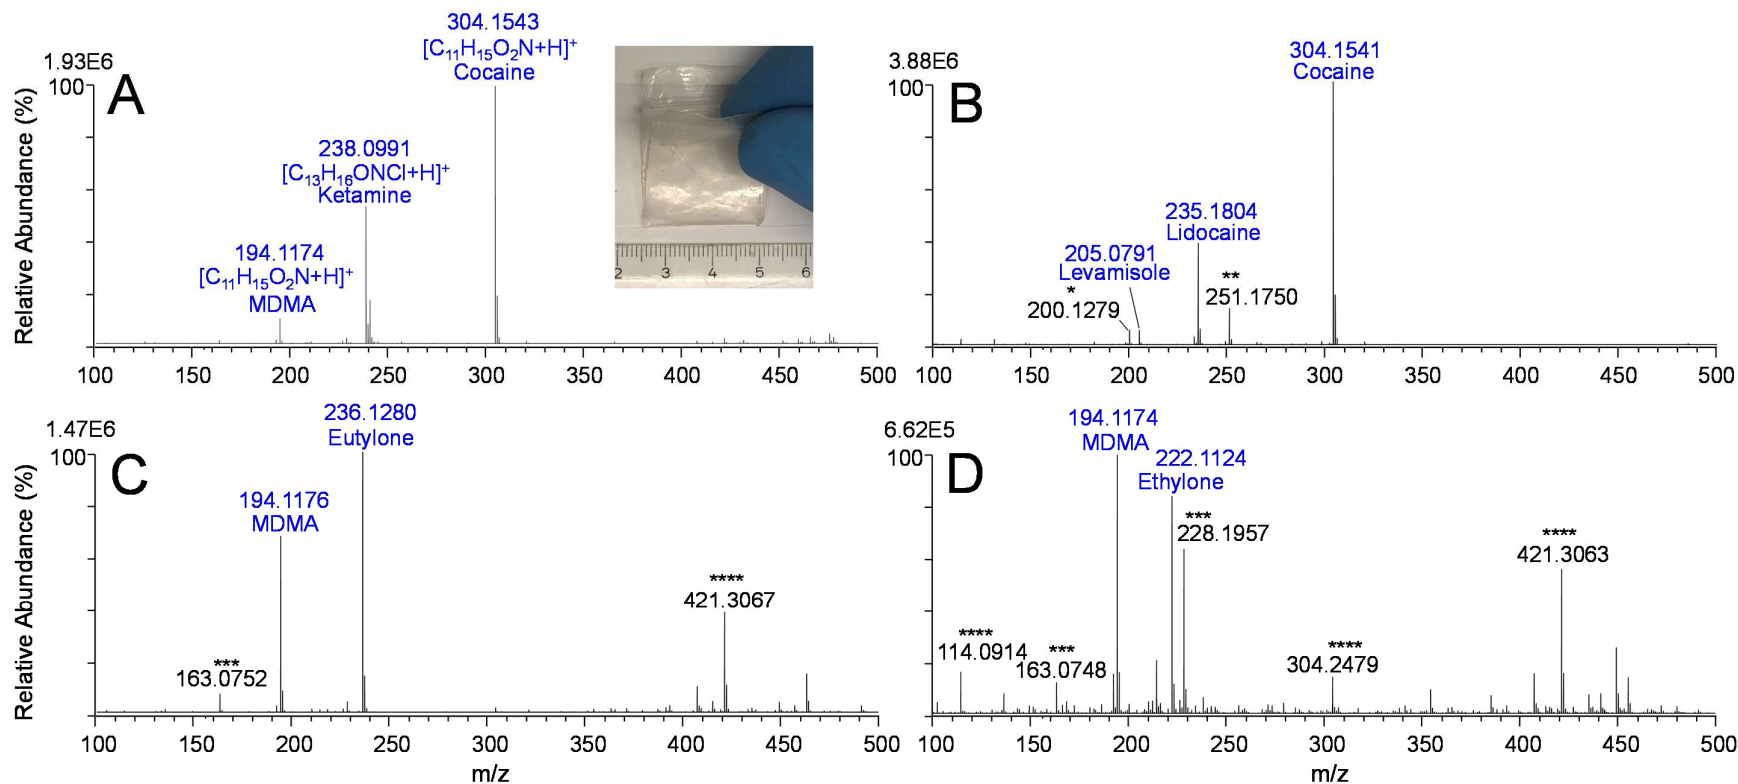 A
1.93E6
100
Relative Abundance (%)
304.1543
[C₁₁H₁₅O₂N+H]⁺
Cocaine
238.0991
[C₁₃H₁₆ONCl+H]⁺
Ketamine
194.1174
[C₁₁H₁₅O₂N+H]⁺
MDMA
2 3 4 5 6
100 150 200 250 300 350 400 450 500
B
3.88E6
100
304.1541
Cocaine
235.1804
Lidocaine
205.0791
Levamisole
*
200.1279
**
251.1750
100 150 200 250 300 350 400 450 500
C
1.47E6
100
Relative Abundance (%)
236.1280
Eutylone
194.1176
MDMA
***
163.0752
****
421.3067
100 150 200 250 300 350 400 450 500
m/z
D
6.62E5
100
194.1174
MDMA
222.1124
Ethylone
***
228.1957
****
421.3063
****
114.0914
***
163.0748
****
304.2479
100 150 200 250 300 350 400 450 500
m/z